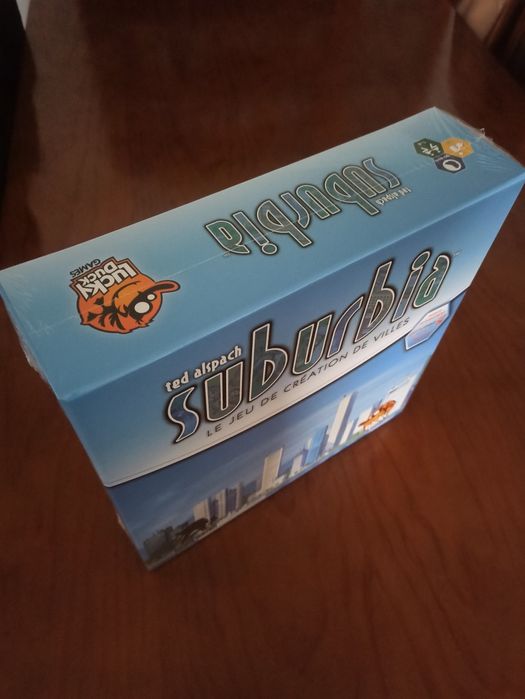 ted alspach
suburbia
LUCKY
DUCK
GAMES
ted alspach
suburbia
LE JEU DE CRÉATION DE VILLES